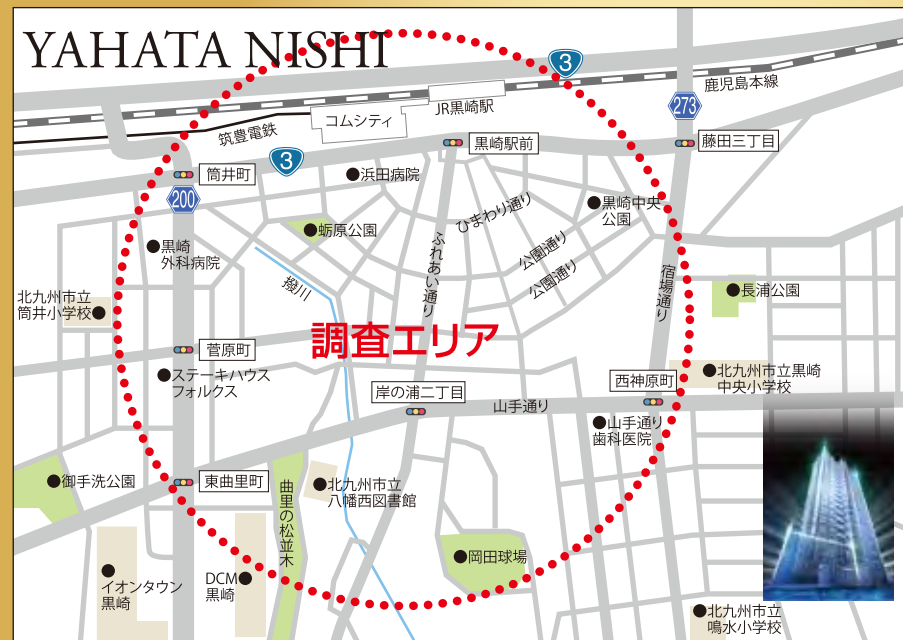 YAHATA NISHI
3
鹿児島本線
JR黒崎駅
コムシティ
筑豊電鉄
273
黒崎駅前
藤田三丁目
3
筒井町
浜田病院
200
黒崎中央
公園
ひまわり通り
蛎原公園
ふれあい通り
公園通り
公園通り
黒崎
外科病院
撥川
宿場通り
長浦公園
北九州市立
筒井小学校
調査エリア
菅原町
ステーキハウス
フォルクス
西神原町
北九州市立黒崎
中央小学校
岸の浦二丁目
山手通り
山手通り
歯科医院
御手洗公園
東曲里町
曲里の松並木
北九州市立
八幡西図書館
岡田球場
イオンタウン
黒崎
DCM
黒崎
北九州市立
鳴水小学校